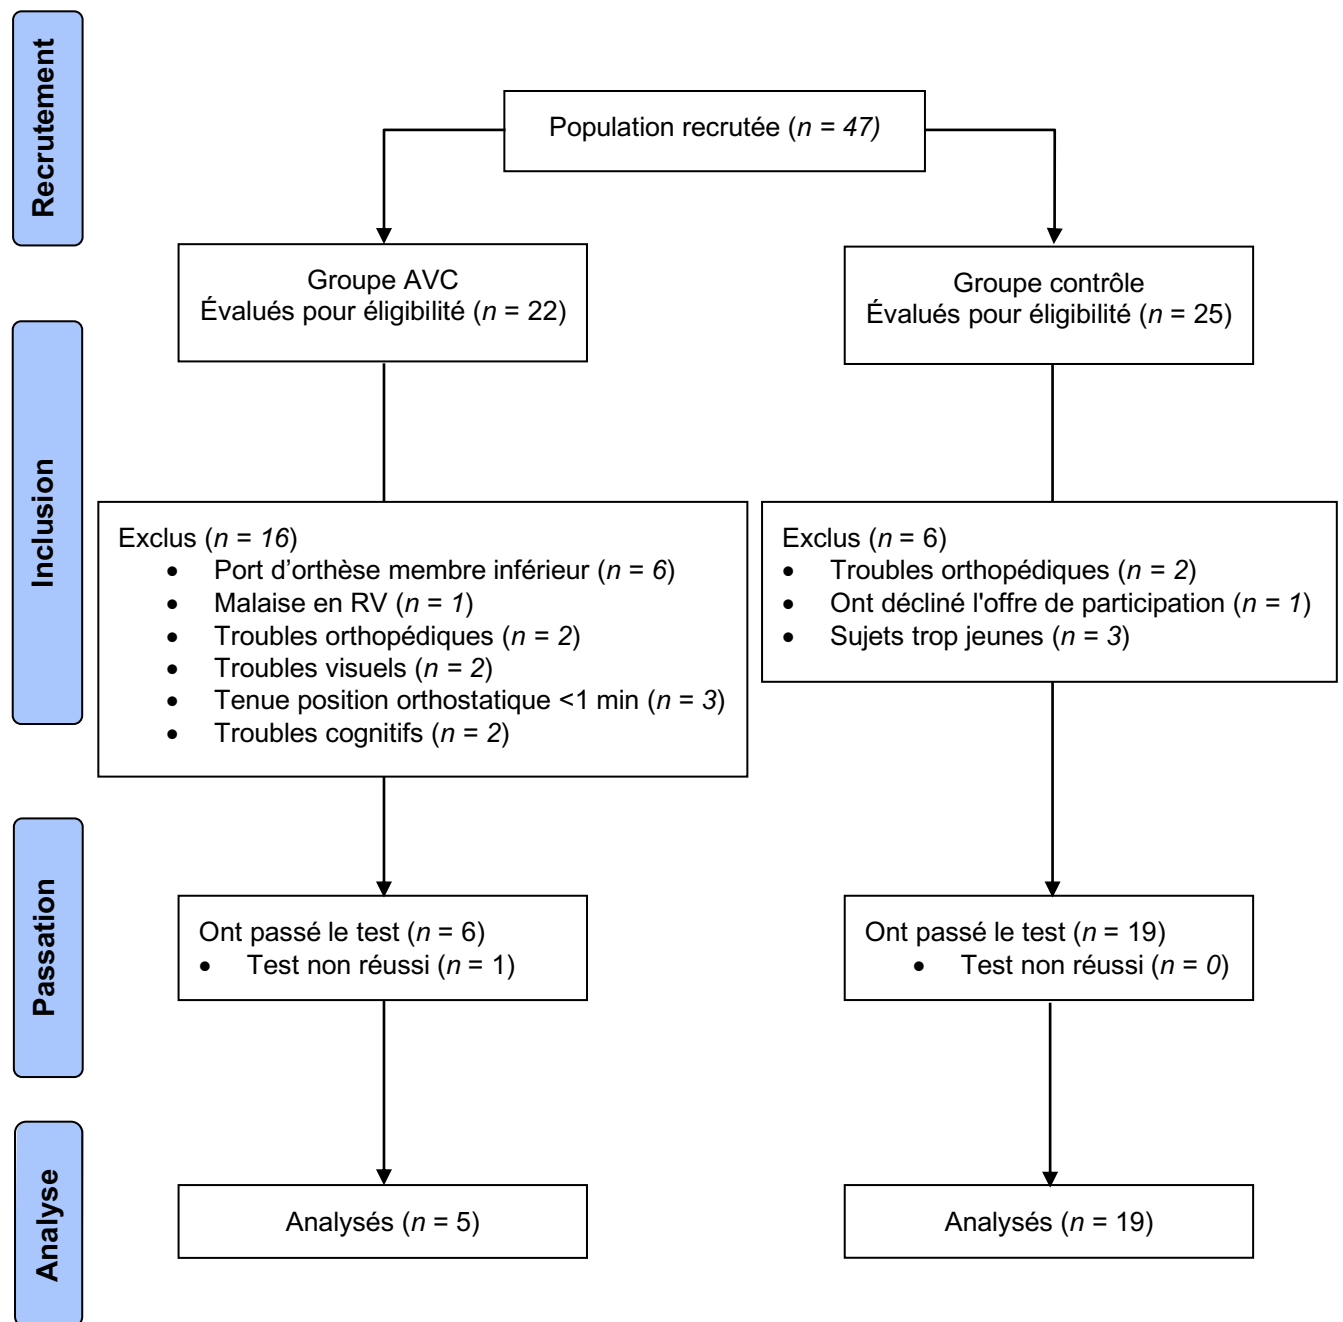 Recrutement
Population recrutée (n = 47)
Groupe AVC
Évalués pour éligibilité (n = 22)
Groupe contrôle
Évalués pour éligibilité (n = 25)
Inclusion
Exclus (n = 16)
• Port d’orthèse membre inférieur (n = 6)
• Malaise en RV (n = 1)
• Troubles orthopédiques (n = 2)
• Troubles visuels (n = 2)
• Tenue position orthostatique <1 min (n = 3)
• Troubles cognitifs (n = 2)
Exclus (n = 6)
• Troubles orthopédiques (n = 2)
• Ont décliné l'offre de participation (n = 1)
• Sujets trop jeunes (n = 3)
Passation
Ont passé le test (n = 6)
• Test non réussi (n = 1)
Ont passé le test (n = 19)
• Test non réussi (n = 0)
Analyse
Analysés (n = 5)
Analysés (n = 19)